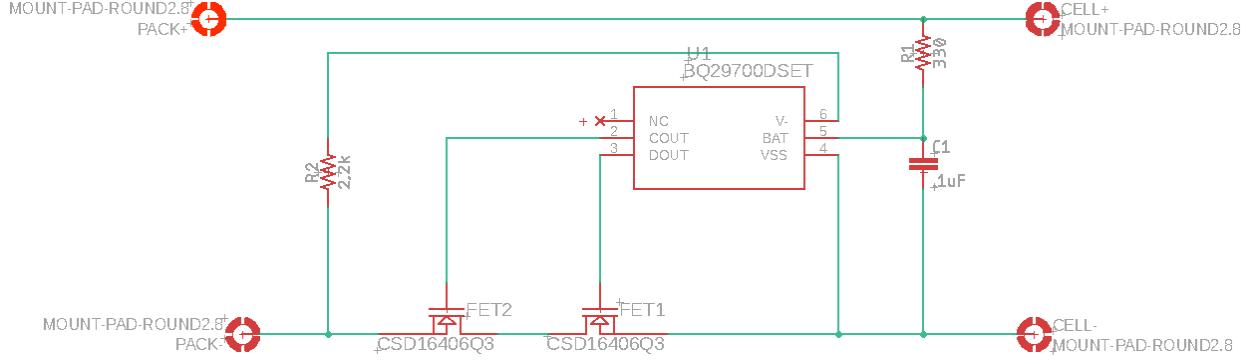 MOUNT-PAD-ROUND2.8
PACK+
CELL+
MOUNT-PAD-ROUND2.8
R1
330
U1
BQ29700DSET
1
NC
V-
6
2
COUT
BAT
5
3
DOUT
VSS
4
C1
.1uF
R2
2.2k
FET2
CSD16406Q3
FET1
CSD16406Q3
MOUNT-PAD-ROUND2.8
PACK-
CELL-
MOUNT-PAD-ROUND2.8